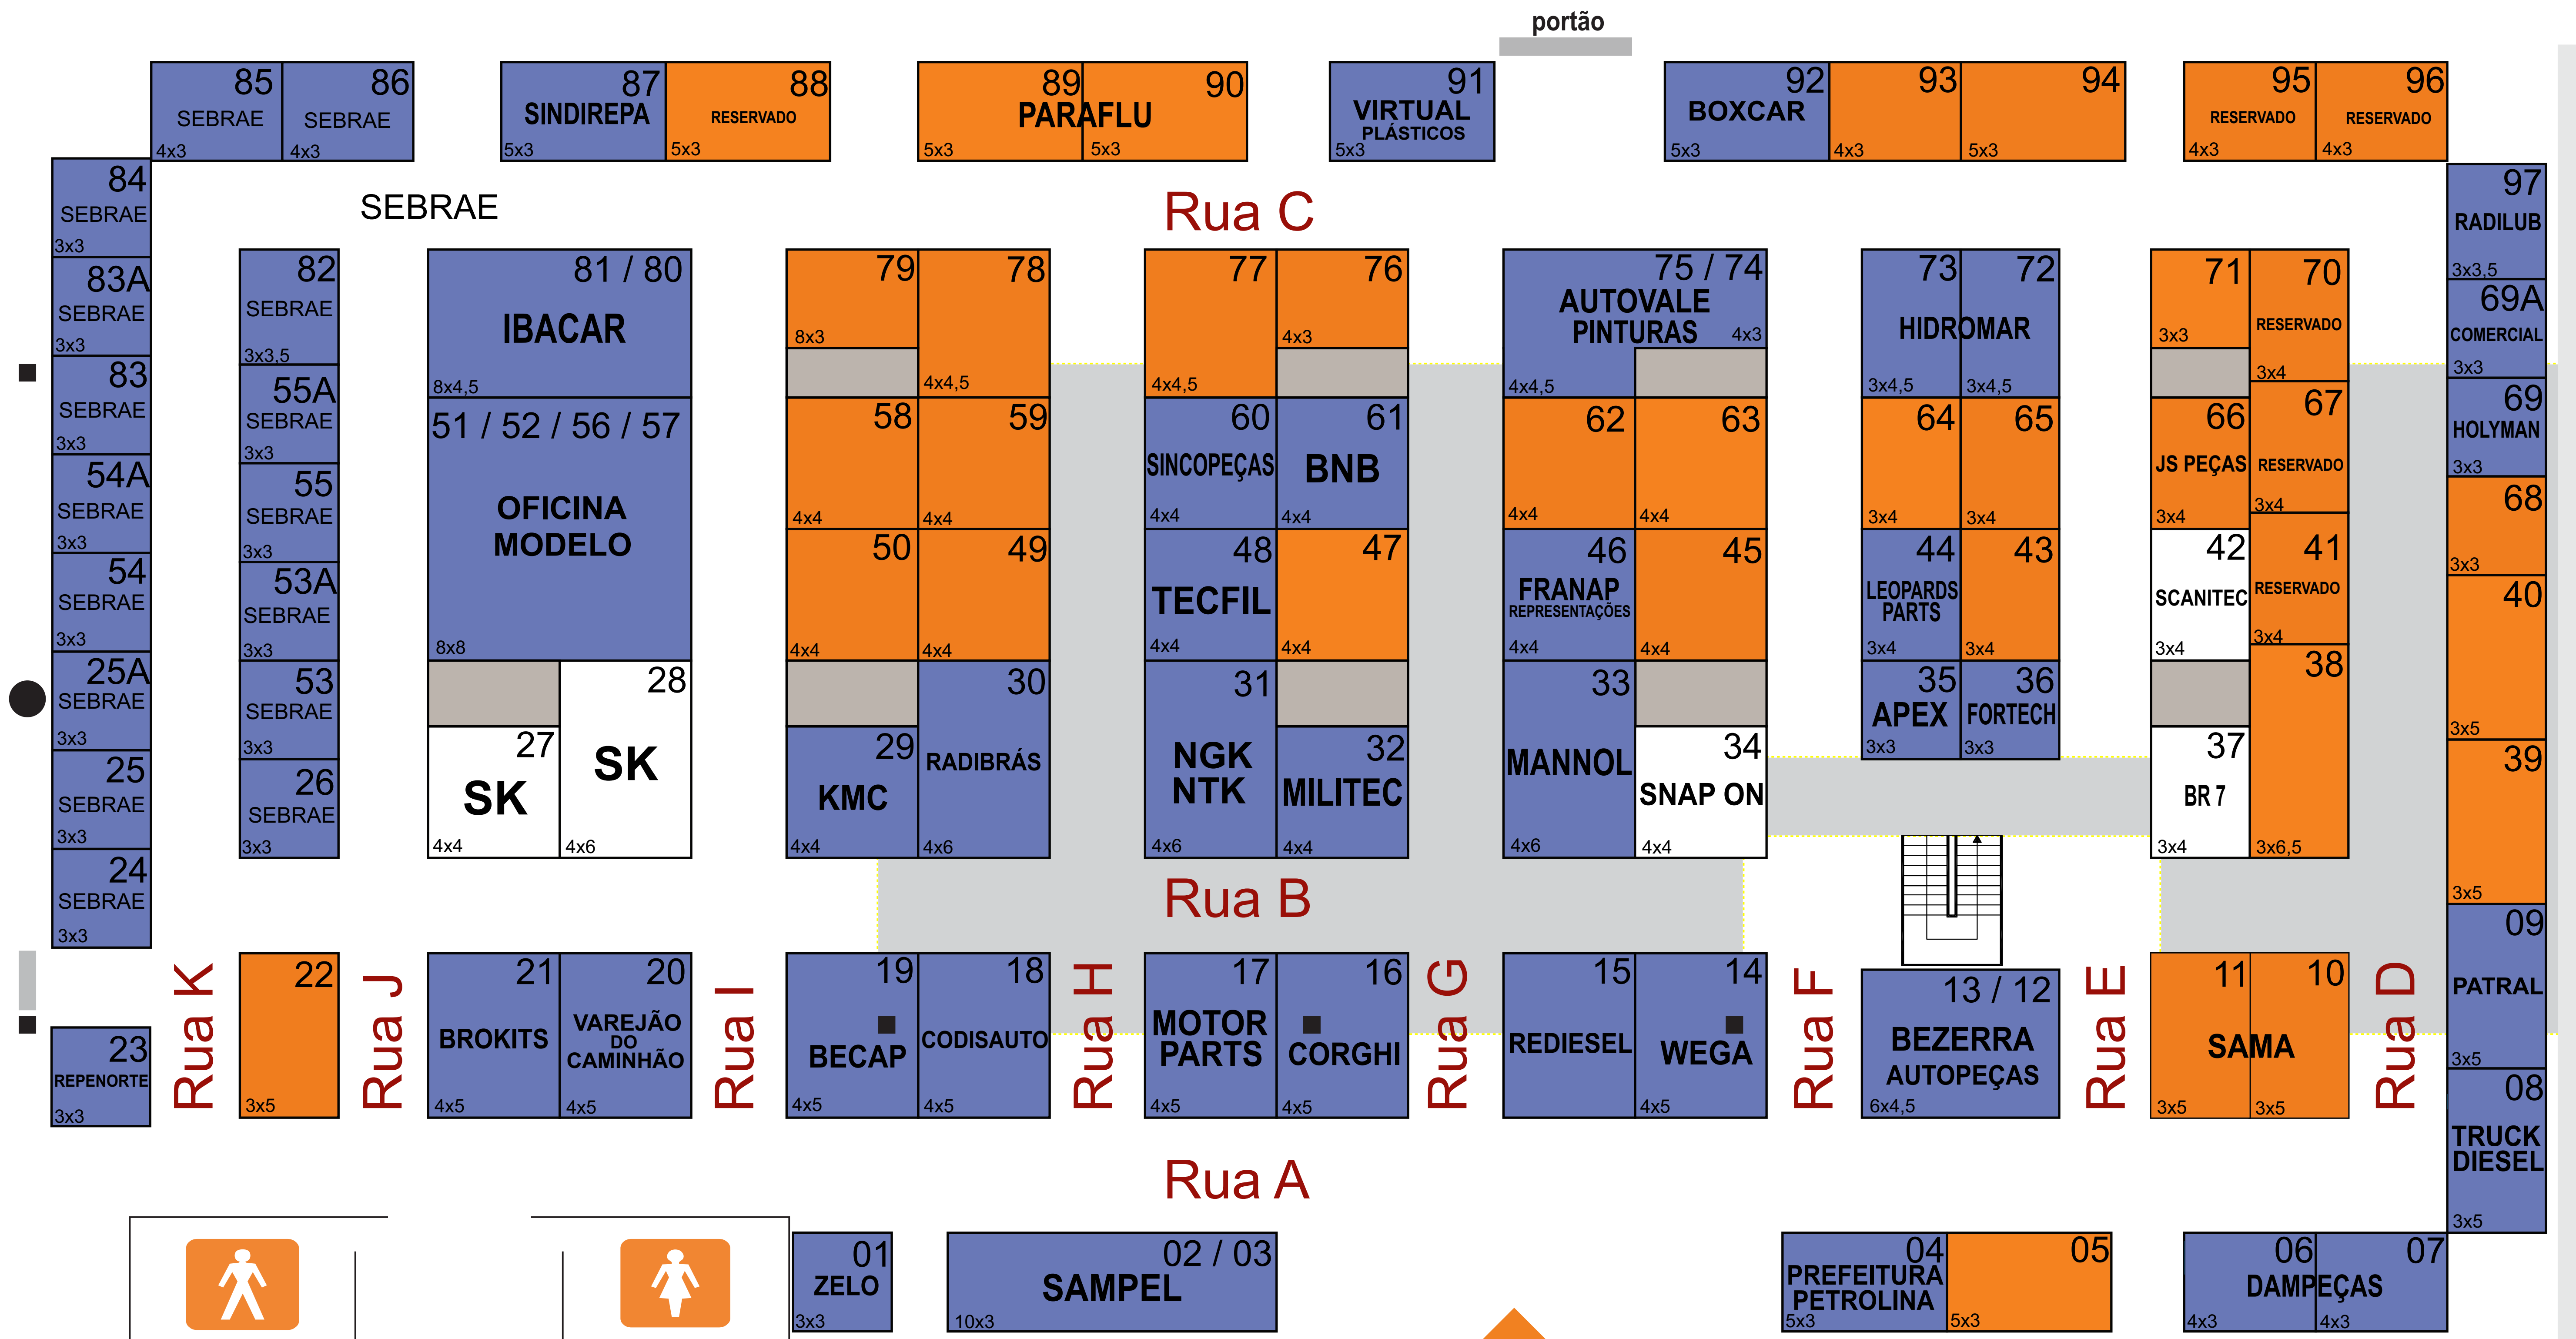 portão
85
SEBRAE
4x3
86
SEBRAE
4x3
87
SINDIREPA
5x3
88
RESERVADO
5x3
89
90
PARAFLU
5x3
5x3
91
VIRTUAL
PLÁSTICOS
5x3
92
BOXCAR
5x3
93
4x3
94
5x3
95
RESERVADO
4x3
96
RESERVADO
4x3
84
SEBRAE
3x3
SEBRAE
Rua C
97
RADILUB
3x3,5
83A
SEBRAE
3x3
83
SEBRAE
3x3
54A
SEBRAE
3x3
54
SEBRAE
3x3
25A
SEBRAE
3x3
25
SEBRAE
3x3
24
SEBRAE
3x3
82
SEBRAE
3x3,5
55A
SEBRAE
3x3
55
SEBRAE
3x3
53A
SEBRAE
3x3
53
SEBRAE
3x3
26
SEBRAE
3x3
81 / 80
IBACAR
8x4,5
51 / 52 / 56 / 57
OFICINA
MODELO
8x8
28
SK
4x6
27
SK
4x4
79
8x3
78
4x4,5
58
4x4
59
4x4
50
4x4
49
4x4
29
KMC
4x4
30
RADIBRÁS
4x6
77
4x4,5
76
4x3
60
SINCOPEÇAS
4x4
61
BNB
4x4
48
TECFIL
4x4
47
4x4
31
NGK
NTK
4x6
32
MILITEC
4x4
75 / 74
AUTOVALE
PINTURAS
4x3
4x4,5
62
4x4
63
4x4
46
FRANAP
REPRESENTAÇÕES
4x4
45
4x4
33
MANNOL
4x6
34
SNAP ON
4x4
73
72
HIDROMAR
3x4,5
3x4,5
64
3x4
65
3x4
44
LEOPARDS
PARTS
3x4
43
3x4
35
APEX
3x3
36
FORTECH
3x3
71
3x3
70
RESERVADO
3x4
66
JS PEÇAS
3x4
67
RESERVADO
3x4
42
SCANITEC
3x4
41
RESERVADO
3x4
37
BR 7
3x4
38
3x6,5
69A
COMERCIAL
3x3
69
HOLYMAN
3x3
68
3x3
40
3x5
39
3x5
09
PATRAL
3x5
08
TRUCK
DIESEL
3x5
Rua B
23
REPENORTE
3x3
Rua K
22
3x5
Rua J
21
BROKITS
4x5
20
VAREJÃO
DO
CAMINHÃO
4x5
Rua I
19
BECAP
4x5
18
CODISAUTO
4x5
Rua H
17
MOTOR
PARTS
4x5
16
CORGHI
4x5
Rua G
15
REDIESEL
14
WEGA
4x5
Rua F
13 / 12
BEZERRA
AUTOPEÇAS
6x4,5
Rua E
11
10
SAMA
3x5
3x5
Rua D
Rua A
01
ZELO
3x3
02 / 03
SAMPEL
10x3
04
PREFEITURA
PETROLINA
5x3
05
5x3
06
07
DAMPEÇAS
4x3
4x3